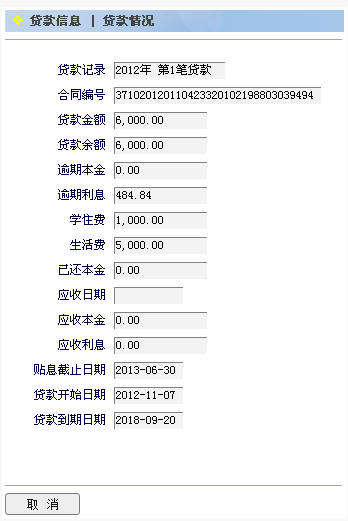 贷款信息 | 贷款情况
贷款记录 2012年 第1笔贷款
合同编号 37102012011042332010219880303​9494
贷款金额 6,000.00
贷款余额 6,000.00
逾期本金 0.00
逾期利息 484.84
学住费 1,000.00
生活费 5,000.00
已还本金 0.00
应收日期
应收本金 0.00
应收利息 0.00
贴息截止日期 2013-06-30
贷款开始日期 2012-11-07
贷款到期日期 2018-09-20
取 消